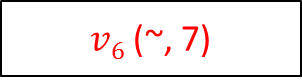 v₆ (~, 7)